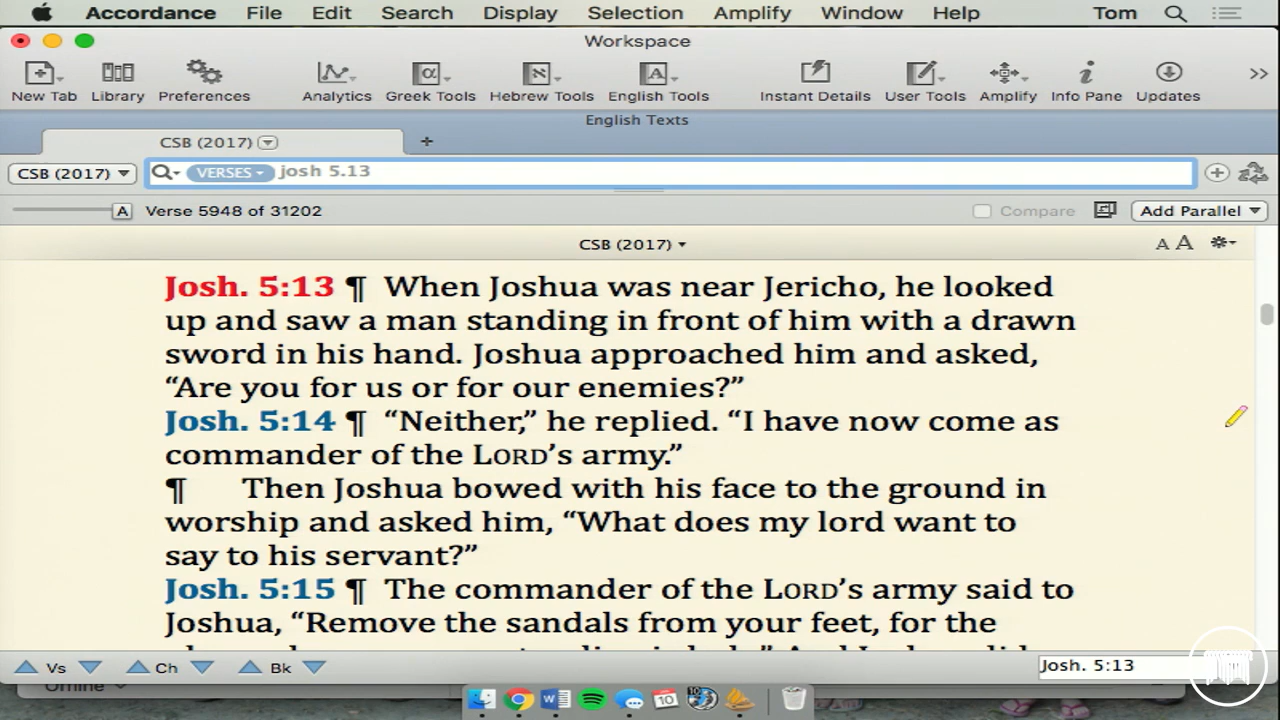 Accordance File Edit Search Display Selection Amplify Window Help Tom
Workspace
New Tab Library Preferences Analytics Greek Tools Hebrew Tools English Tools Instant Details User Tools Amplify Info Pane Updates
English Texts
CSB (2017)
CSB (2017) VERSES josh 5.13
A Verse 5948 of 31202 Compare Add Parallel
CSB (2017) A A
Josh. 5:13 ¶ When Joshua was near Jericho, he looked
up and saw a man standing in front of him with a drawn
sword in his hand. Joshua approached him and asked,
“Are you for us or for our enemies?”
Josh. 5:14 ¶ “Neither,” he replied. “I have now come as
commander of the LORD’s army.”
¶ Then Joshua bowed with his face to the ground in
worship and asked him, “What does my lord want to
say to his servant?”
Josh. 5:15 ¶ The commander of the LORD’s army said to
Joshua, “Remove the sandals from your feet, for the
Vs Ch Bk Josh. 5:13
Offline
10